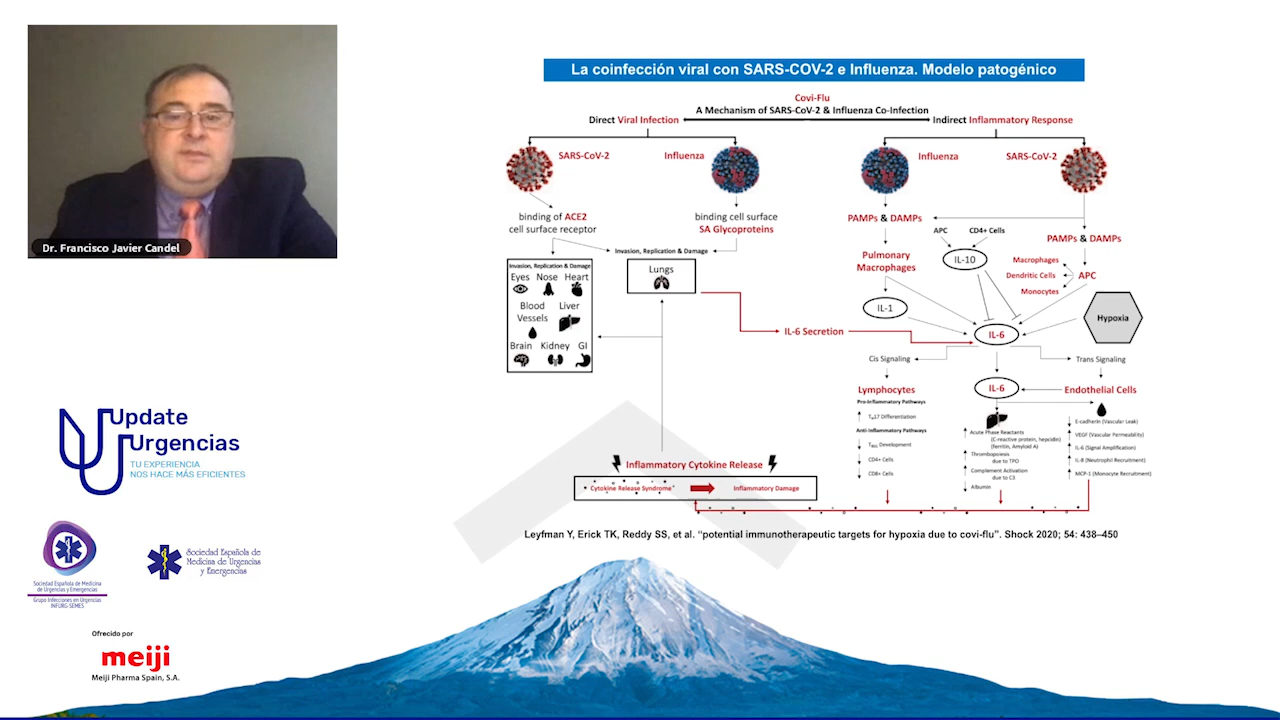 Dr. Francisco Javier Candel
La coinfección viral con SARS-COV-2 e Influenza. Modelo patogénico
Covi-Flu
A Mechanism of SARS-CoV-2 & Influenza Co-Infection
Direct Viral Infection
Indirect Inflammatory Response
SARS-CoV-2
Influenza
Influenza
SARS-CoV-2
binding of ACE2
cell surface receptor
binding cell surface
SA Glycoproteins
Invasion, Replication & Damage
Invasion, Replication & Damage
Eyes Nose Heart
Blood
Vessels
Liver
Brain Kidney GI
Lungs
PAMPs & DAMPs
APC
CD4+ Cells
IL-10
PAMPs & DAMPs
Pulmonary
Macrophages
Macrophages
Dendritic Cells
Monocytes
APC
IL-1
Hypoxia
IL-6 Secretion
IL-6
Cis Signaling
Trans Signaling
Lymphocytes
IL-6
Endothelial Cells
Pro-Inflammatory Pathways
TH17 Differentiation
Anti-Inflammatory Pathways
TREG Development
CD4+ Cells
CD8+ Cells
Acute Phase Reactants
(C-reactive protein, hepcidin)
(ferritin, Amyloid A)
Thrombopoiesis
due to TPO
Complement Activation
due to C3
Albumin
E-cadherin (Vascular Leak)
VEGF (Vascular Permeability)
IL-6 (Signal Amplification)
IL-8 (Neutrophil Recruitment)
MCP-1 (Monocyte Recruitment)
Inflammatory Cytokine Release
Cytokine Release Syndrome
Inflammatory Damage
Leyfman Y, Erick TK, Reddy SS, et al. “potential immunotherapeutic targets for hypoxia due to covi-flu”. Shock 2020; 54: 438–450
Update
Urgencias
TU EXPERIENCIA
NOS HACE MÁS EFICIENTES
Sociedad Española de Medicina
de Urgencias y Emergencias
Grupo Infecciones en Urgencias
INFURG-SEMES
Sociedad Española de
Medicina de Urgencias
y Emergencias
Ofrecido por
meiji
Meiji Pharma Spain, S.A.